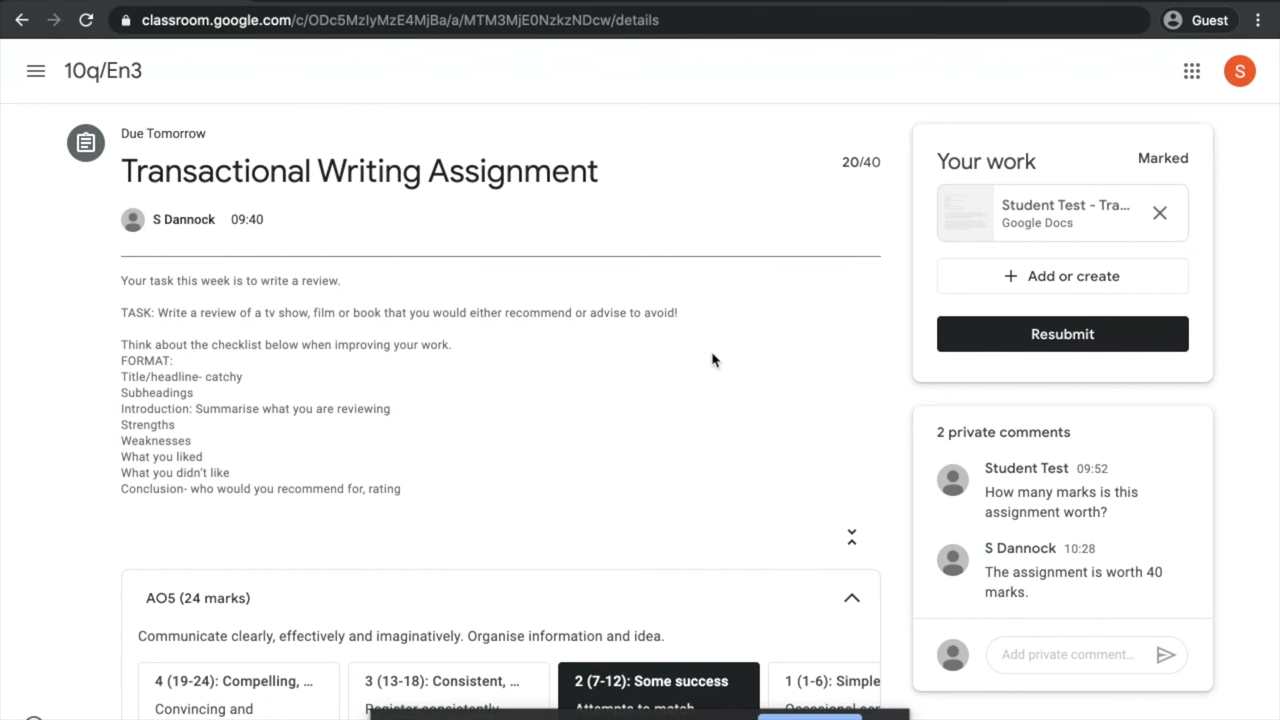 classroom.google.com/c/ODc5MzIyMzE4MjBa/a/MTM3MjE0NzkzNDcw/details
Guest
10q/En3
S
Due Tomorrow
Transactional Writing Assignment
20/40
S Dannock 09:40
Your task this week is to write a review.
TASK: Write a review of a tv show, film or book that you would either recommend or advise to avoid!
Think about the checklist below when improving your work.
FORMAT:
Title/headline- catchy
Subheadings
Introduction: Summarise what you are reviewing
Strengths
Weaknesses
What you liked
What you didn't like
Conclusion- who would you recommend for, rating
AO5 (24 marks)
Communicate clearly, effectively and imaginatively. Organise information and idea.
4 (19-24): Compelling, ...
Convincing and
3 (13-18): Consistent, ...
Register consistently
2 (7-12): Some success
Attempts to match
1 (1-6): Simple
Your work
Marked
Student Test - Tra...
Google Docs
+ Add or create
Resubmit
2 private comments
Student Test 09:52
How many marks is this
assignment worth?
S Dannock 10:28
The assignment is worth 40
marks.
Add private comment...